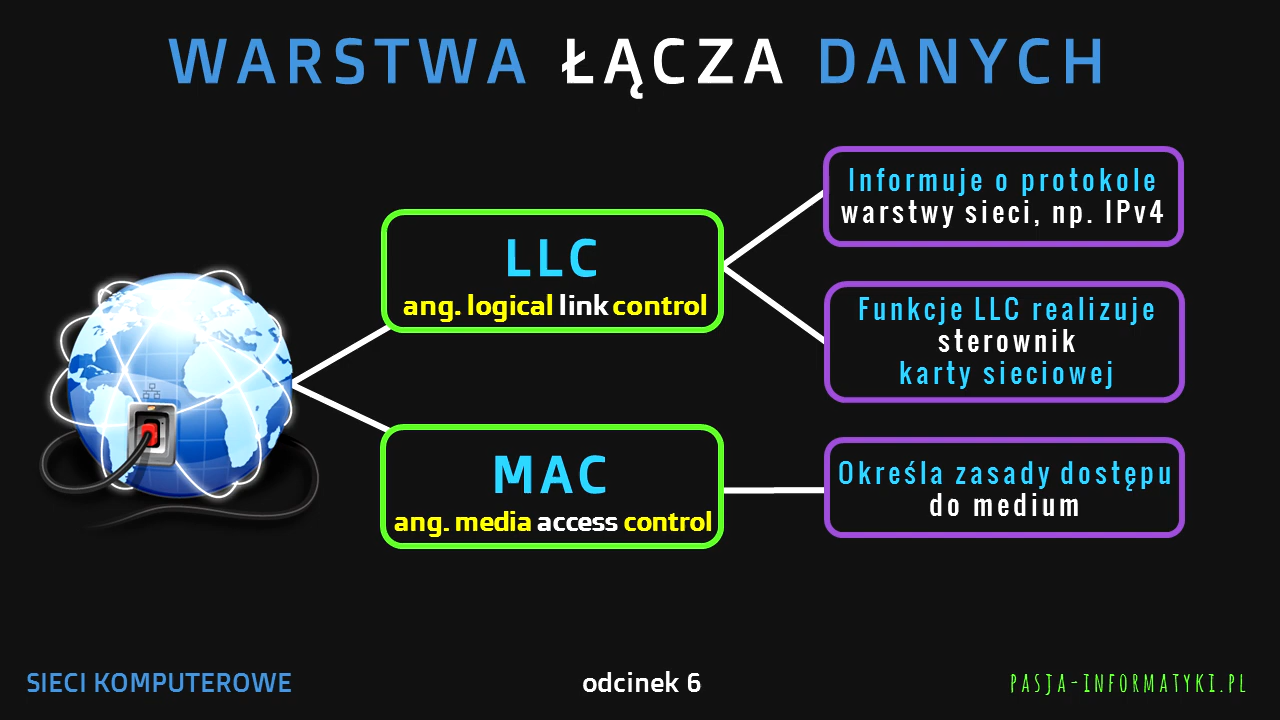 WARSTWA ŁĄCZA DANYCH
LLC
ang. logical link control
Informuje o protokole
warstwy sieci, np. IPv4
Funkcje LLC realizuje
sterownik
karty sieciowej
MAC
ang. media access control
Określa zasady dostępu
do medium
SIECI KOMPUTEROWE
odcinek 6
PASJA-INFORMATYKI.PL